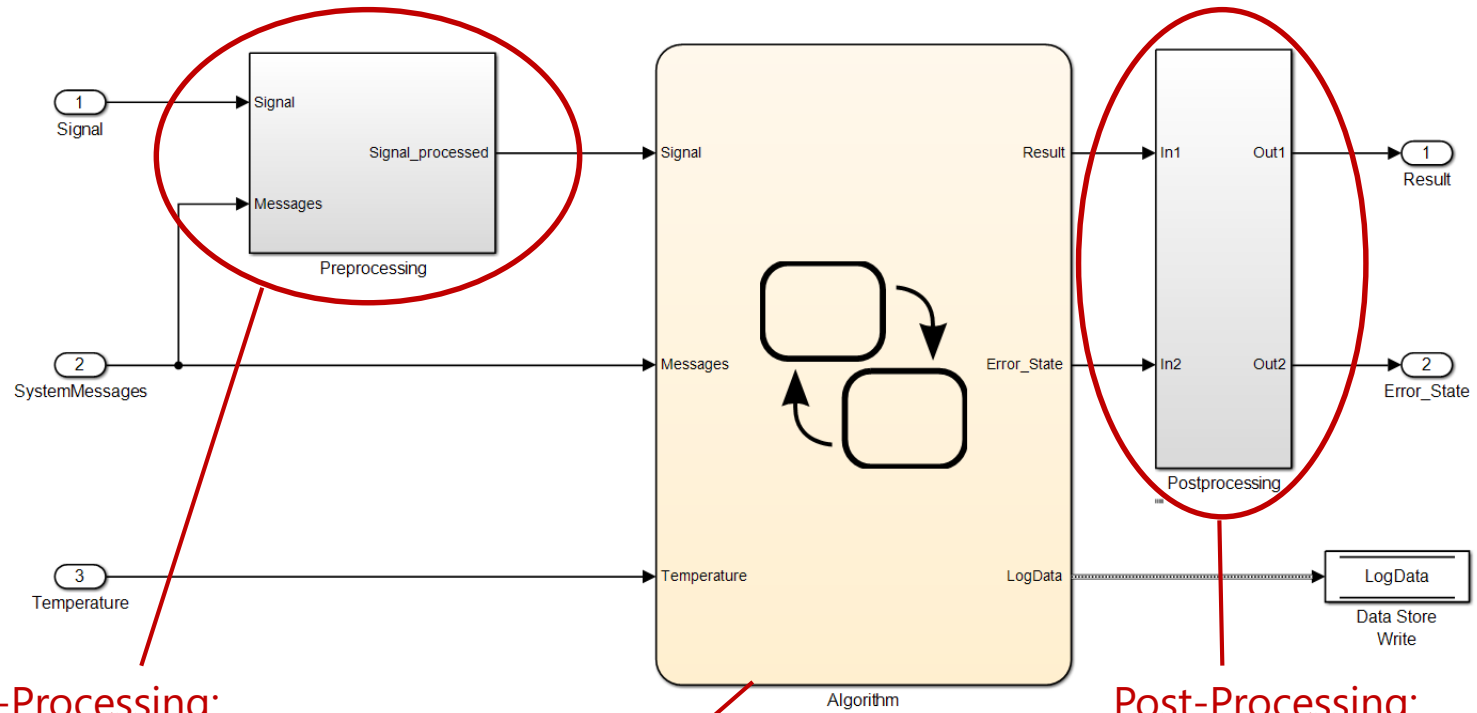 1
Signal
Signal
Signal_processed
Messages
Preprocessing
2
SystemMessages
3
Temperature
Signal
Messages
Temperature
Result
Error_State
LogData
Algorithm
In1
In2
Out1
Out2
Postprocessing
1
Result
2
Error_State
LogData
Data Store
Write
-Processing:
Post-Processing: